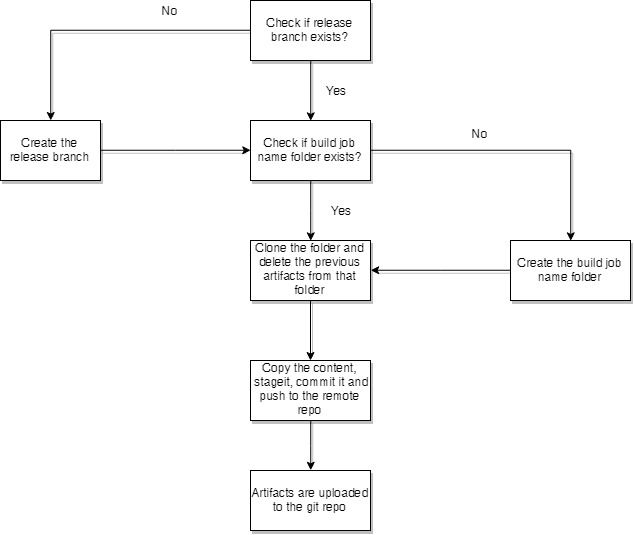 No
Check if release
branch exists?
Yes
Create the
release branch
Check if build job
name folder exists?
No
Yes
Clone the folder and
delete the previous
artifacts from that
folder
Create the build job
name folder
Copy the content,
stageit, commit it and
push to the remote
repo
Artifacts are uploaded
to the git repo